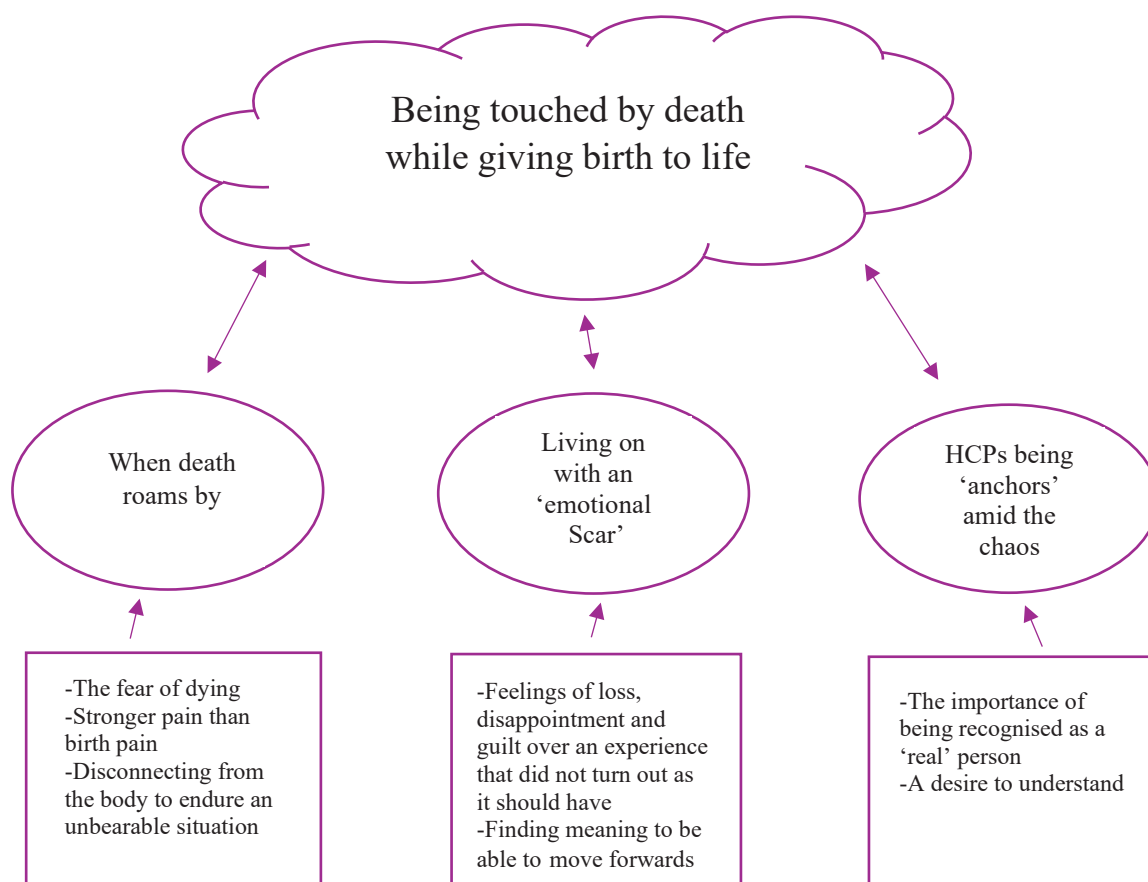 Being touched by death
while giving birth to life
When death
roams by
Living on
with an
‘emotional
Scar’
HCPs being
‘anchors’
amid the
chaos
-The fear of dying
-Stronger pain than
birth pain
-Disconnecting from
the body to endure an
unbearable situation
-Feelings of loss,
disappointment and
guilt over an experience
that did not turn out as
it should have
-Finding meaning to be
able to move forwards
-The importance of
being recognised as a
‘real’ person
-A desire to understand